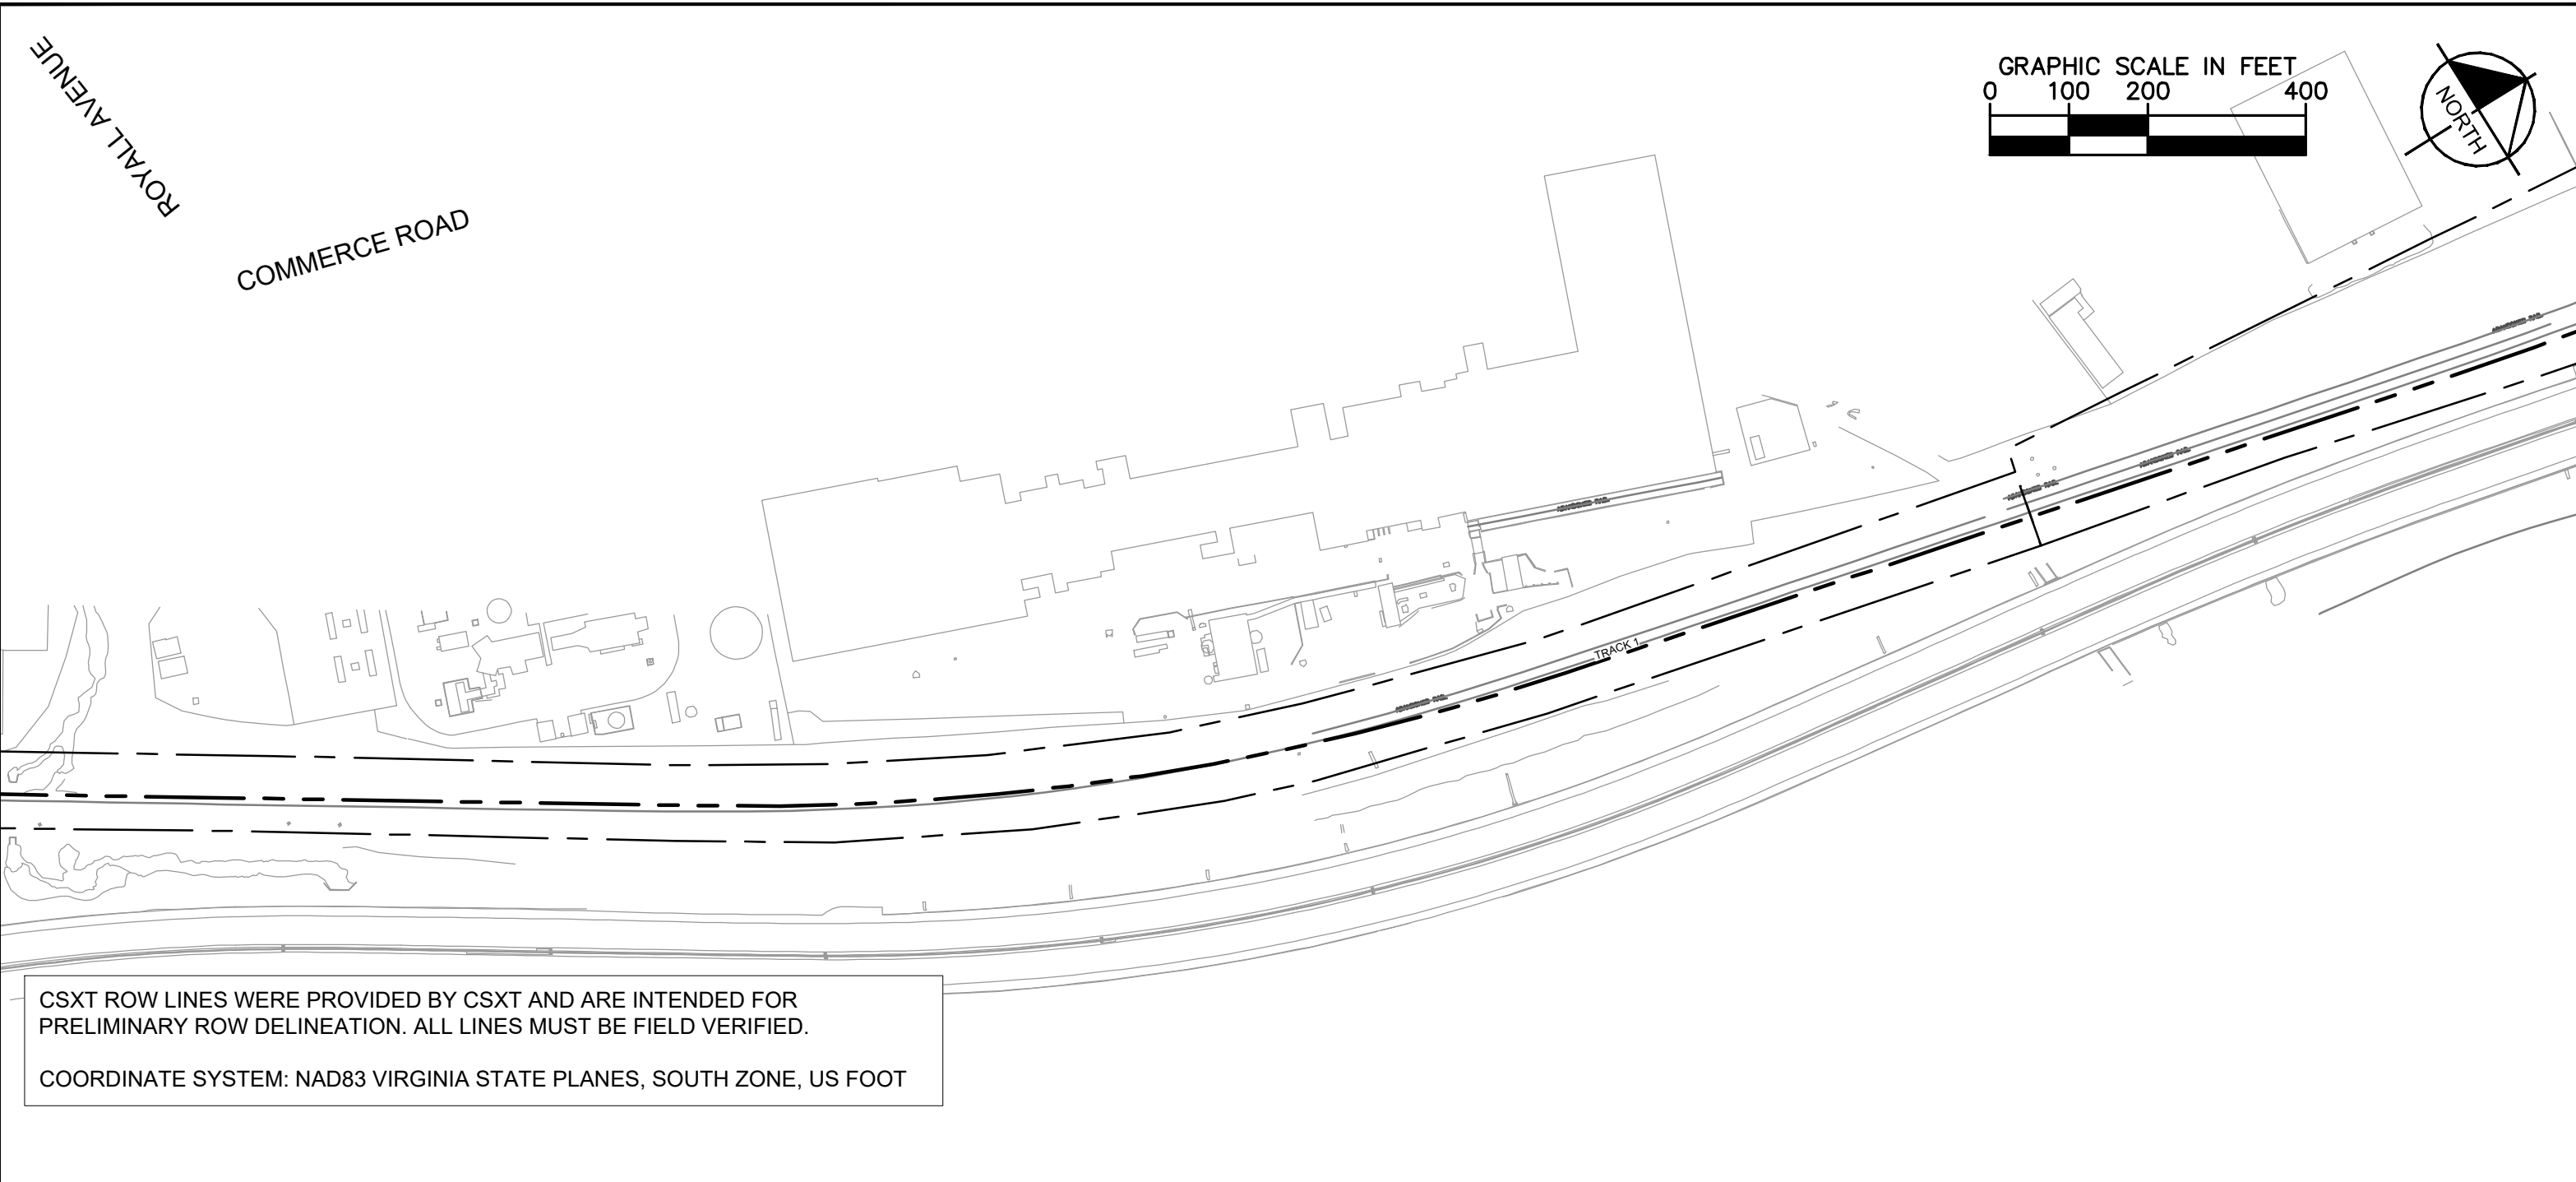 ROYALL AVENUE
COMMERCE ROAD
GRAPHIC SCALE IN FEET
0 100 200 400
NORTH
TRACK 1
CSXT ROW LINES WERE PROVIDED BY CSXT AND ARE INTENDED FOR
PRELIMINARY ROW DELINEATION. ALL LINES MUST BE FIELD VERIFIED.
COORDINATE SYSTEM: NAD83 VIRGINIA STATE PLANES, SOUTH ZONE, US FOOT